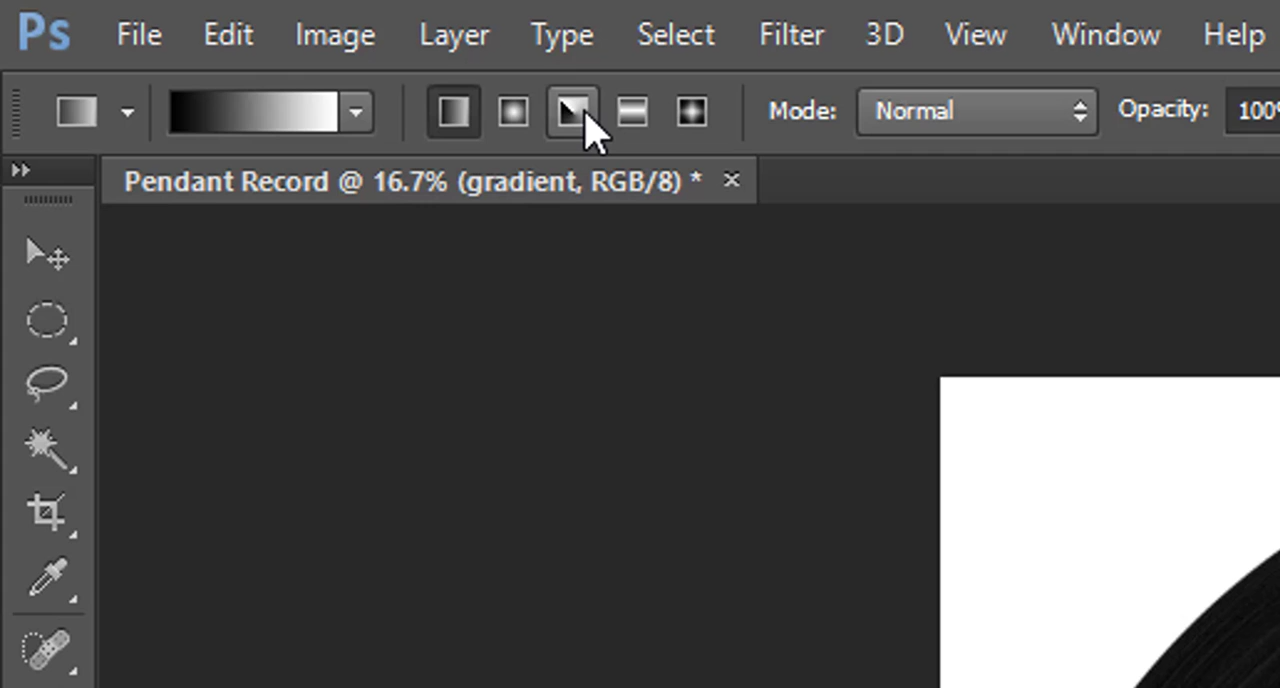 Ps File Edit Image Layer Type Select Filter 3D View Window Help
Mode: Normal Opacity: 100%
Pendant Record @ 16.7% (gradient, RGB/8) * ×